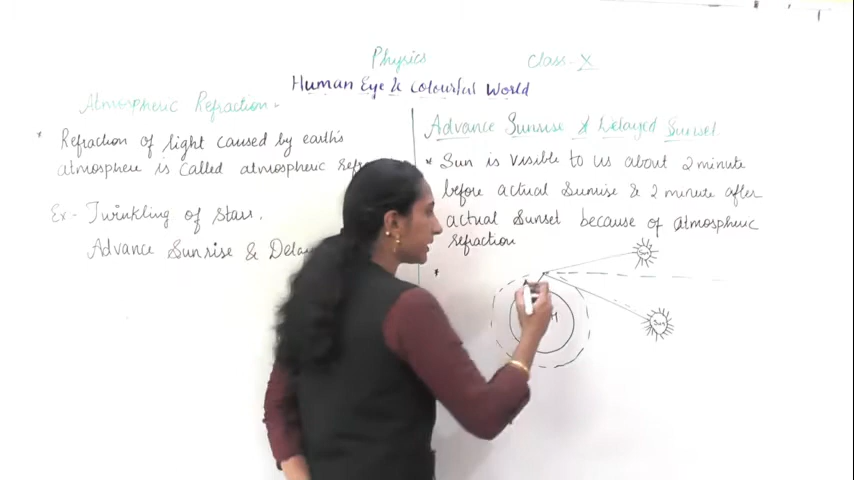 Physics Class-X
Human Eye & Colourful World
Atmospheric Refraction-
* Refraction of light caused by earth's
atmosphere is called atmospheric
Ex- Twinkling of Stars.
Advance Sunrise &
Advance Sunrise & Delayed Sunset
* Sun is visible to us about 2 minute
before actual Sunrise & 2 minute after
actual Sunset because of atmospheric
refraction
*
Sun
Sun